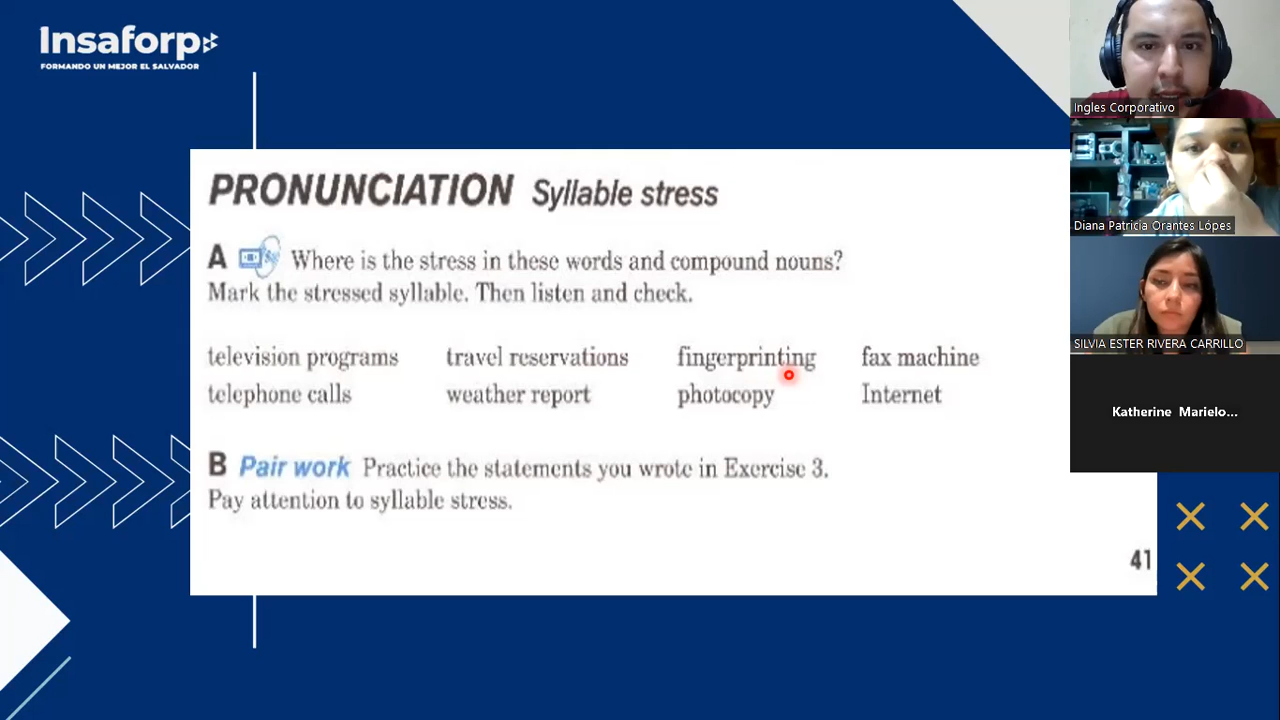 Insaforp
FORMANDO UN MEJOR EL SALVADOR
PRONUNCIATION Syllable stress
A Where is the stress in these words and compound nouns?
Mark the stressed syllable. Then listen and check.
television programs travel reservations fingerprinting fax machine
telephone calls weather report photocopy Internet
B Pair work Practice the statements you wrote in Exercise 3.
Pay attention to syllable stress.
41
Ingles Corporativo
Diana Patricia Orantes Lópes
SILVIA ESTER RIVERA CARRILLO
Katherine Marielo...